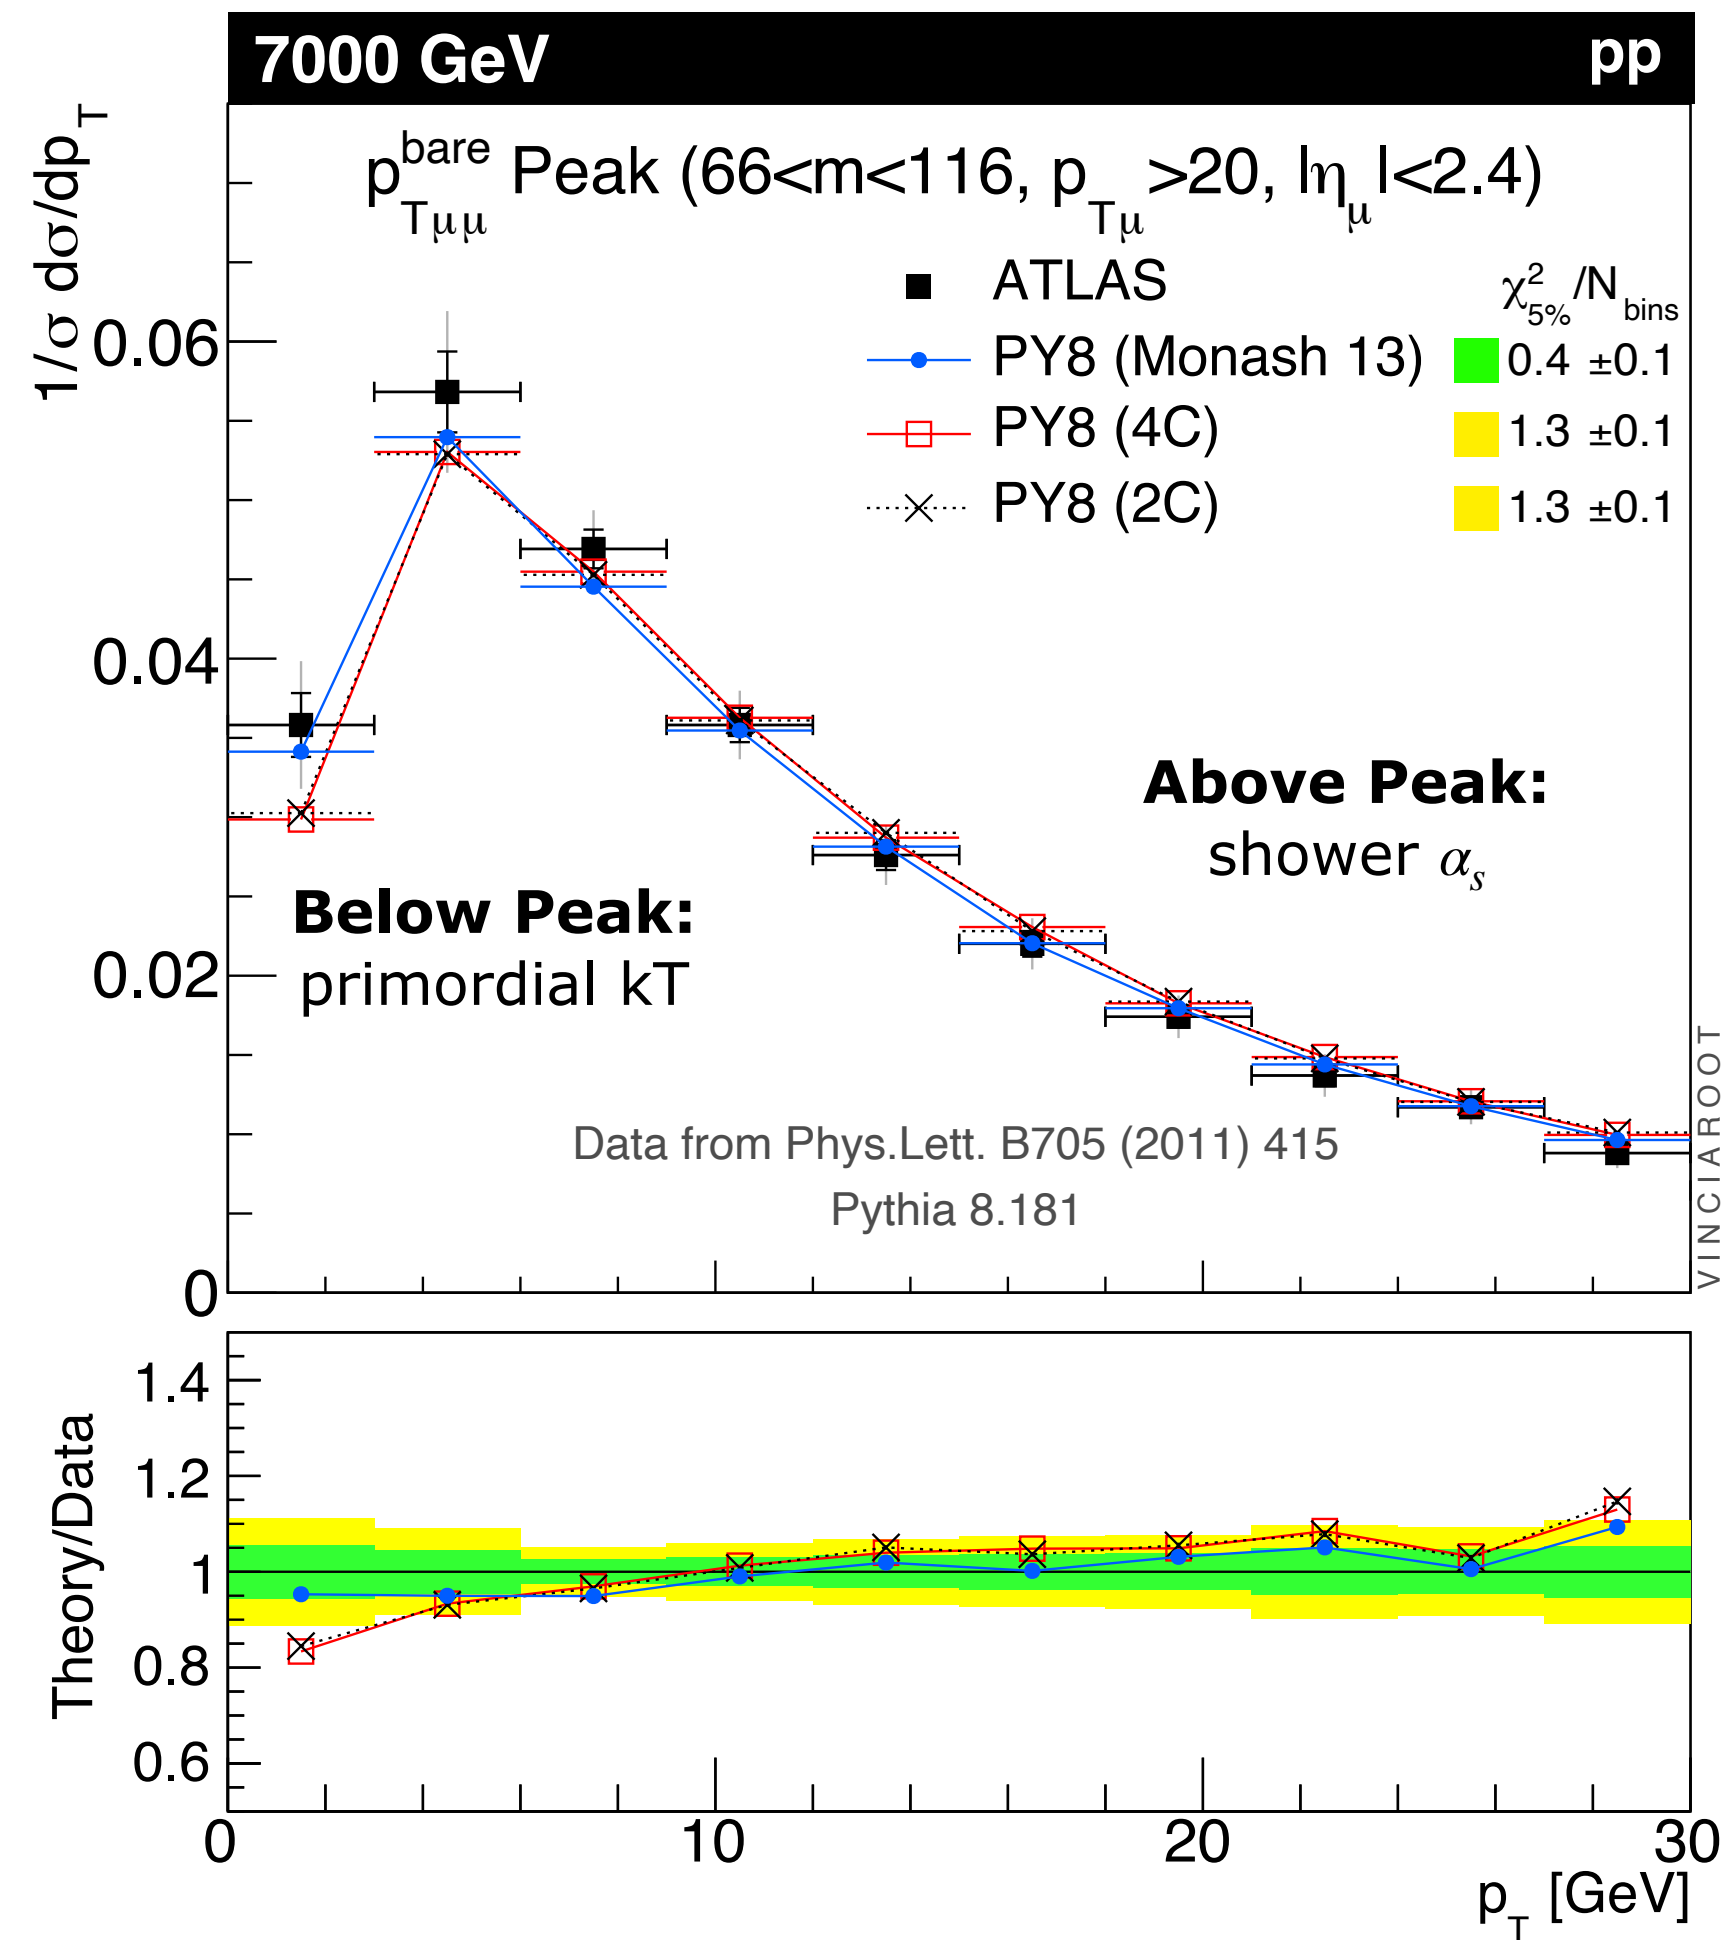 7000 GeV pp
1/σ dσ/dp_T
p_Tμμ^bare Peak (66<m<116, p_Tμ >20, |η_μ|<2.4)
ATLAS χ²_5%/N_bins
PY8 (Monash 13) 0.4 ±0.1
PY8 (4C) 1.3 ±0.1
PY8 (2C) 1.3 ±0.1
0.06
0.04
0.02
0
Above Peak:
shower α_s
Below Peak:
primordial kT
Data from Phys.Lett. B705 (2011) 415
Pythia 8.181
VINCIAROOT
Theory/Data
1.4
1.2
1
0.8
0.6
0 10 20 30
p_T [GeV]